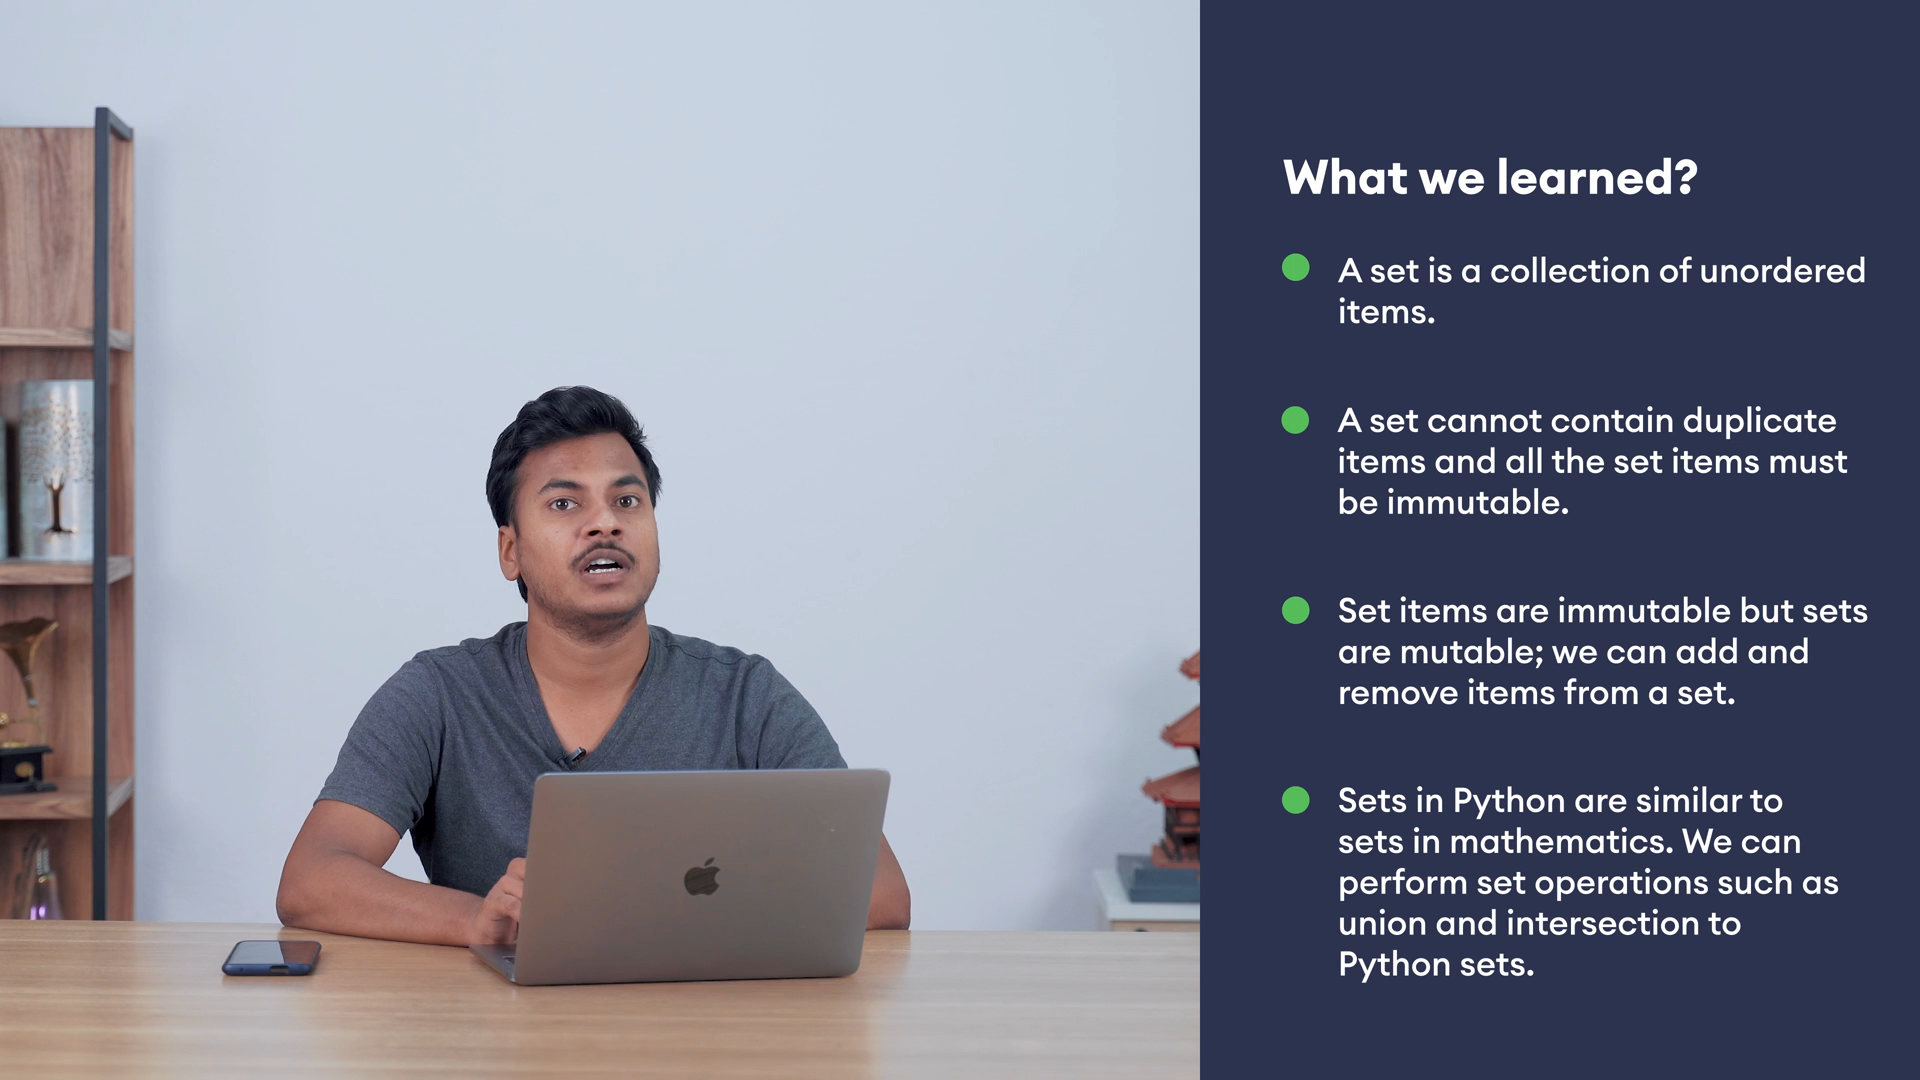 What we learned?
A set is a collection of unordered
items.
A set cannot contain duplicate
items and all the set items must
be immutable.
Set items are immutable but sets
are mutable; we can add and
remove items from a set.
Sets in Python are similar to
sets in mathematics. We can
perform set operations such as
union and intersection to
Python sets.